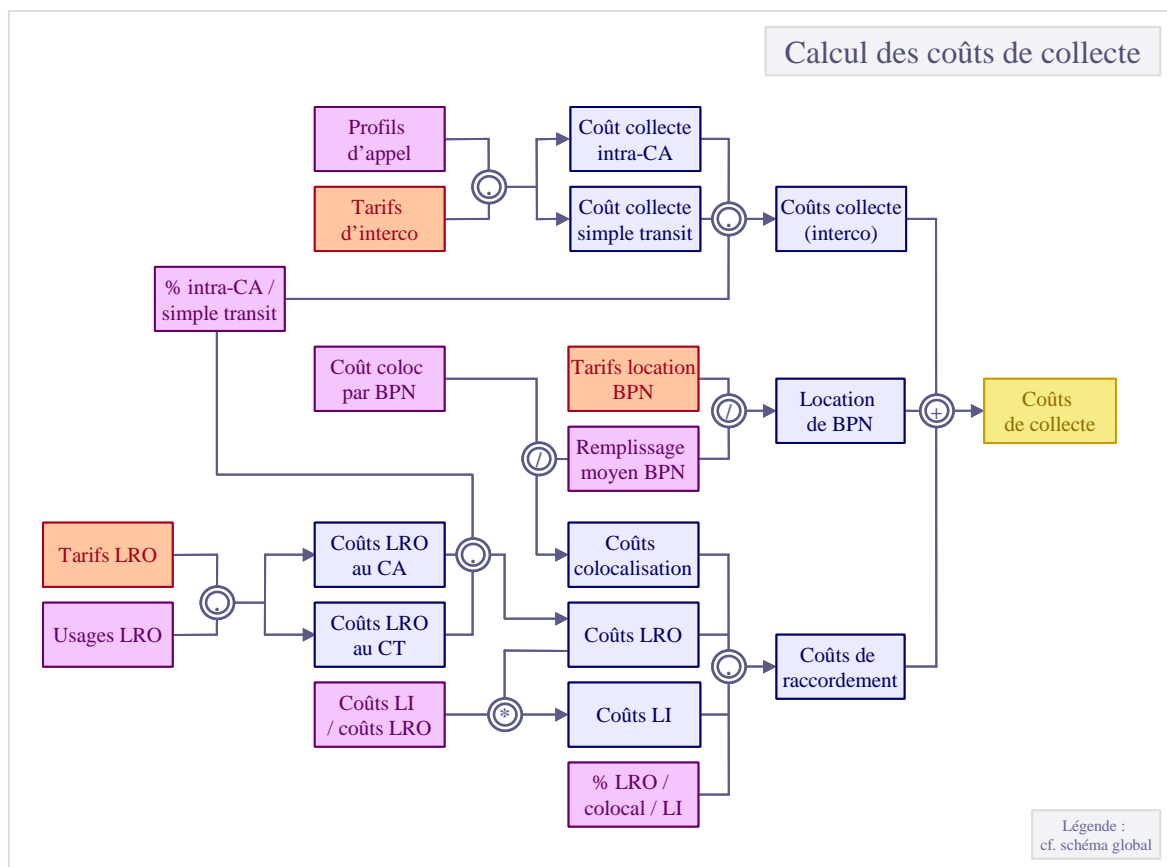 Calcul des coûts de collecte
Profils
d’appel
Coût collecte
intra-CA
.
Tarifs
d’interco
Coût collecte
simple transit
.
Coûts collecte
(interco)
% intra-CA /
simple transit
Coût coloc
par BPN
Tarifs location
BPN
/
Location
de BPN
+
Coûts
de collecte
/
Remplissage
moyen BPN
Tarifs LRO
Coûts LRO
au CA
.
Coûts
colocalisation
.
Usages LRO
Coûts LRO
au CT
Coûts LRO
.
Coûts de
raccordement
Coûts LI
/ coûts LRO
*
Coûts LI
% LRO /
colocal / LI
Légende :
cf. schéma global